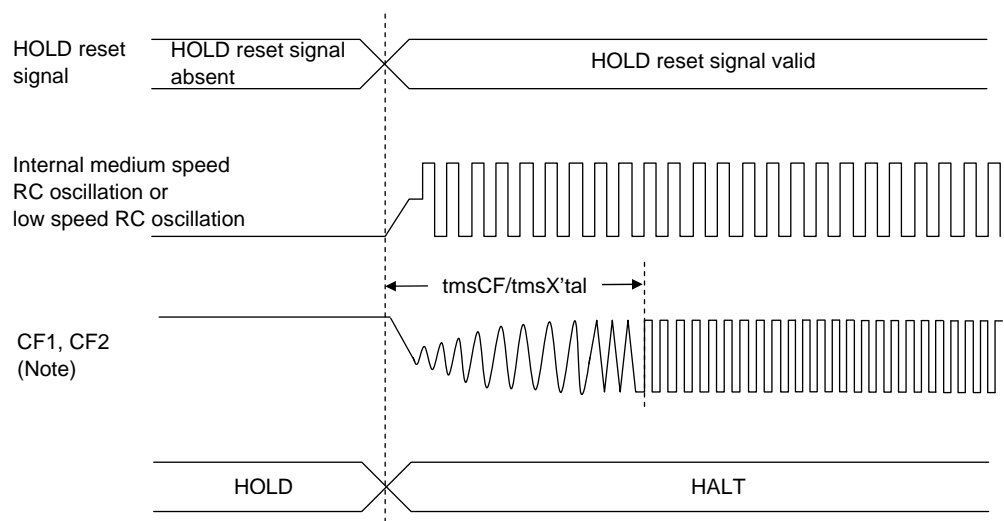 HOLD reset
signal
HOLD reset signal
absent
HOLD reset signal valid
Internal medium speed
RC oscillation or
low speed RC oscillation
tmsCF/tmsX’tal
CF1, CF2
(Note)
HOLD
HALT